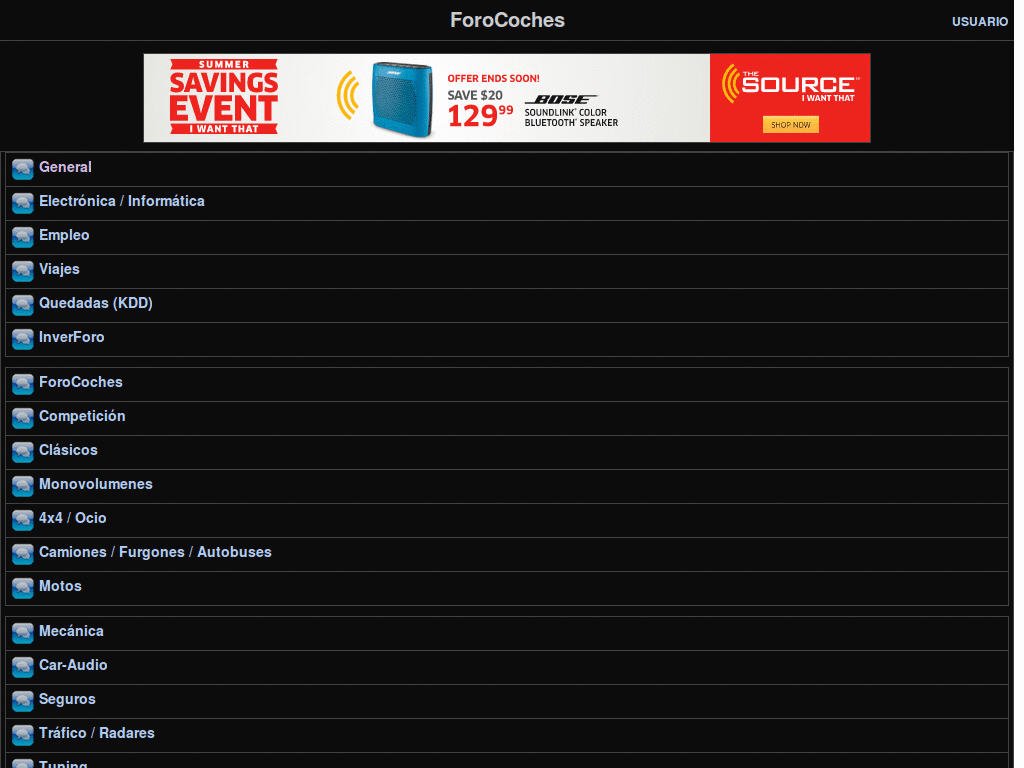 ForoCoches
USUARIO
SUMMER
SAVINGS
EVENT
I WANT THAT
OFFER ENDS SOON!
SAVE $20
129 99
BOSE
SOUNDLINK® COLOR
BLUETOOTH® SPEAKER
THE
SOURCE™
I WANT THAT
SHOP NOW
General
Electrónica / Informática
Empleo
Viajes
Quedadas (KDD)
InverForo
ForoCoches
Competición
Clásicos
Monovolumenes
4x4 / Ocio
Camiones / Furgones / Autobuses
Motos
Mecánica
Car-Audio
Seguros
Tráfico / Radares
Tuning